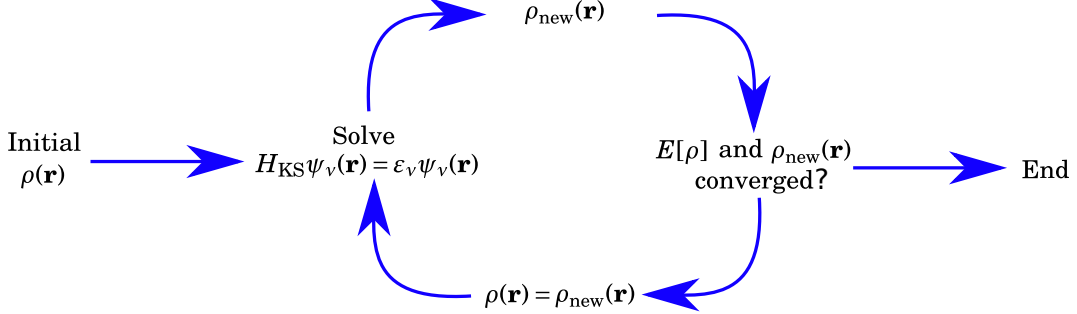 Initial
ρ(r)
Solve
H_KS ψ_ν(r) = ε_ν ψ_ν(r)
ρ_new(r)
E[ρ] and ρ_new(r)
converged?
ρ(r) = ρ_new(r)
End